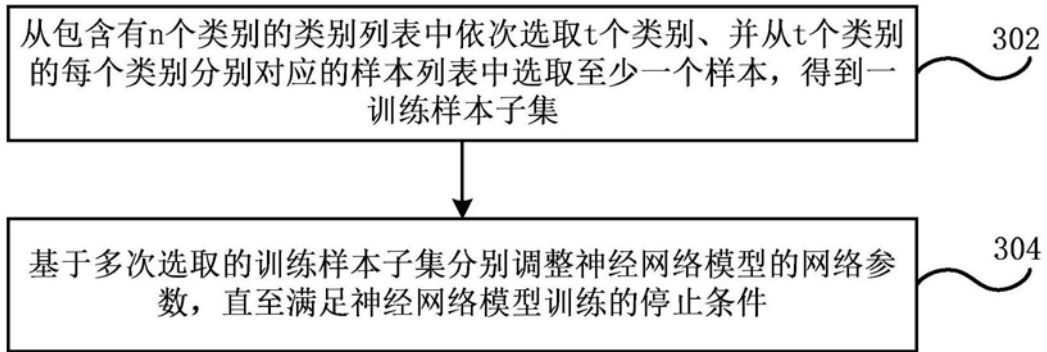 从包含有n个类别的类别列表中依次选取t个类别、并从t个类别
的每个类别分别对应的样本列表中选取至少一个样本，得到一
训练样本子集
302
基于多次选取的训练样本子集分别调整神经网络模型的网络参
数，直至满足神经网络模型训练的停止条件
304